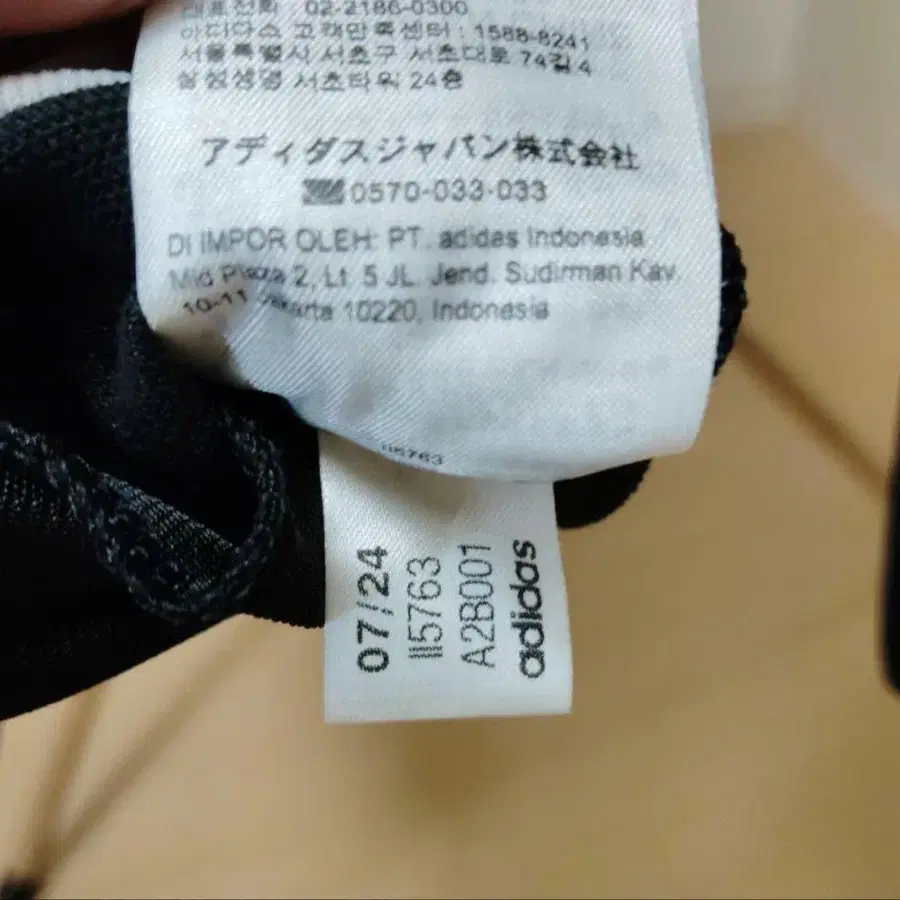 대표전화 : 02-2186-0300
아디다스 고객만족센터 : 1588-8241
서울특별시 서초구 서초대로 74길 4
삼성생명 서초타워 24층
アディダスジャパン株式会社
0570-033-033
DI IMPOR OLEH: PT. adidas Indonesia
Mid Plaza 2, Lt. 5 JL. Jend. Sudirman Kav.
10-11 Jakarta 10220, Indonesia
II5763
07/24
II5763
A2B001
adidas